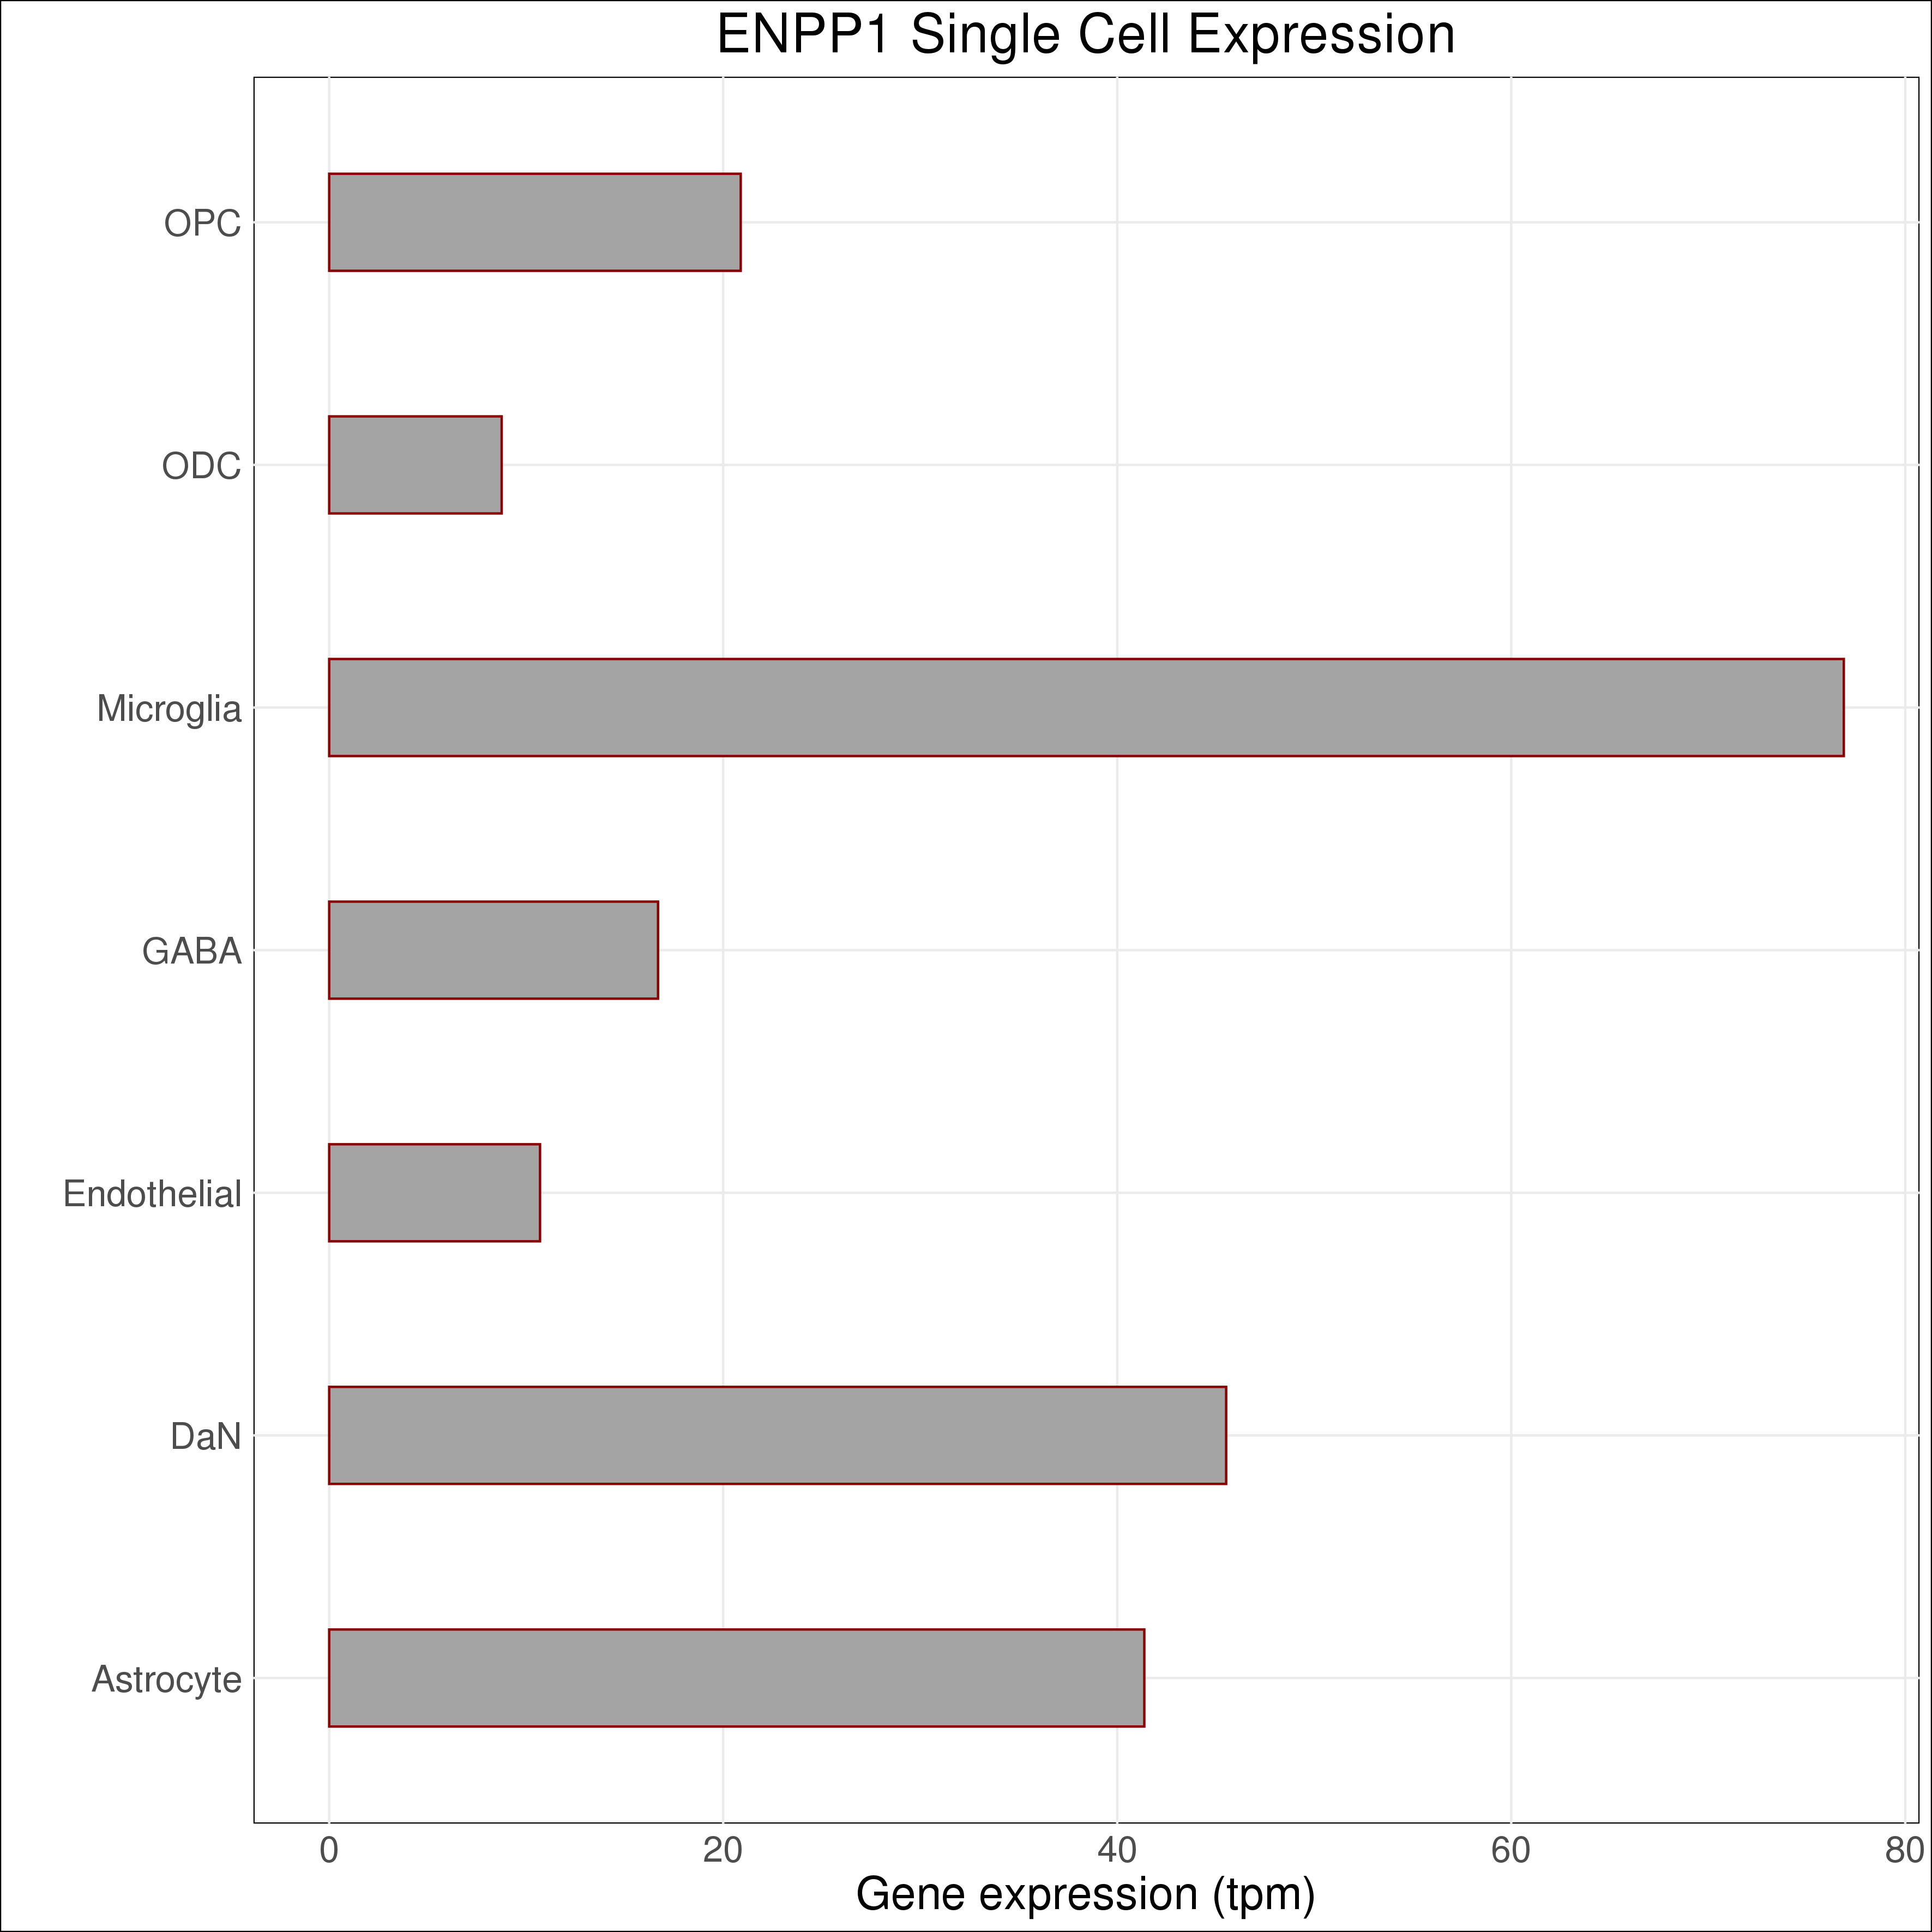 ENPP1 Single Cell Expression
OPC
ODC
Microglia
GABA
Endothelial
DaN
Astrocyte
0 20 40 60 80
Gene expression (tpm)